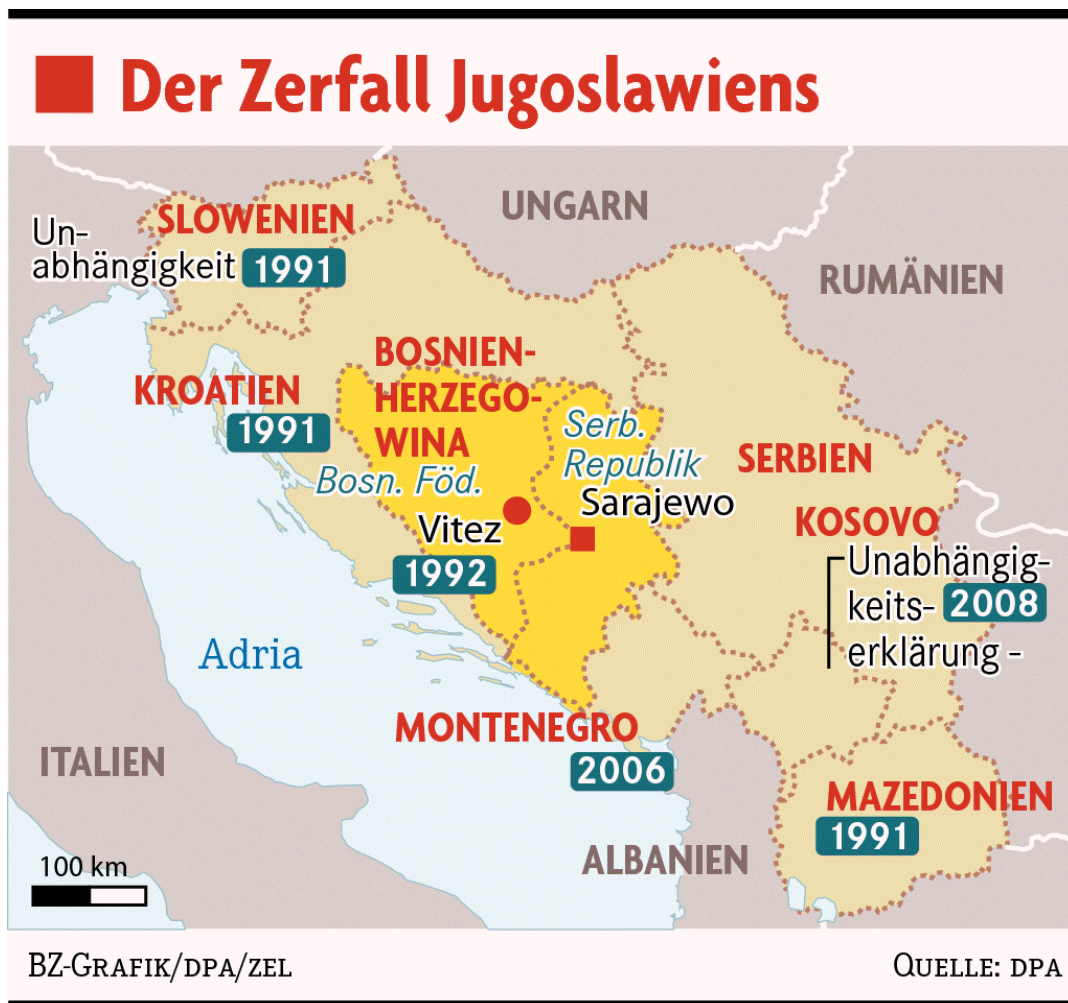 Der Zerfall Jugoslawiens
UNGARN
SLOWENIEN
Un-
abhängigkeit 1991
RUMÄNIEN
BOSNIEN-
HERZEGO-
WINA
KROATIEN
1991
Serb.
Republik
Bosn. Föd.
SERBIEN
Sarajewo
Vitez
1992
KOSOVO
Unabhängig-
keits- 2008
erklärung -
Adria
MONTENEGRO
2006
ITALIEN
MAZEDONIEN
1991
ALBANIEN
100 km
BZ-GRAFIK/DPA/ZEL
QUELLE: DPA